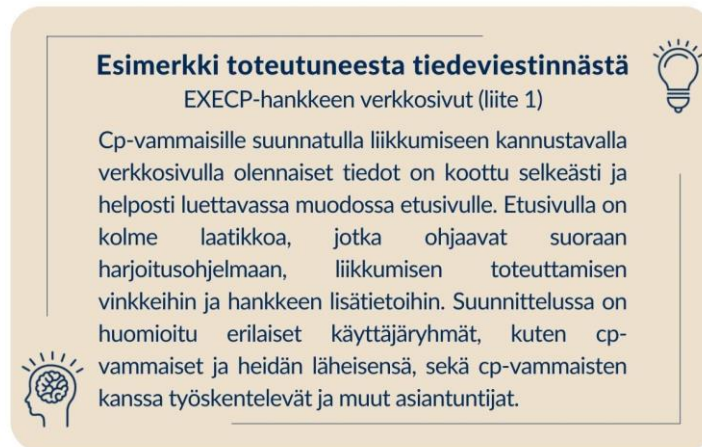 Esimerkki toteutuneesta tiedeviestinnästä
EXECP-hankkeen verkkosivut (liite 1)
Cp-vammaisille suunnatulla liikkumiseen kannustavalla
verkkosivulla olennaiset tiedot on koottu selkeästi ja
helposti luettavassa muodossa etusivulle. Etusivulla on
kolme laatikkoa, jotka ohjaavat suoraan
harjoitusohjelmaan, liikkumisen toteuttamisen
vinkkeihin ja hankkeen lisätietoihin. Suunnittelussa on
huomioitu erilaiset käyttäjäryhmät, kuten cp-
vammaiset ja heidän läheisensä, sekä cp-vammaisten
kanssa työskentelevät ja muut asiantuntijat.